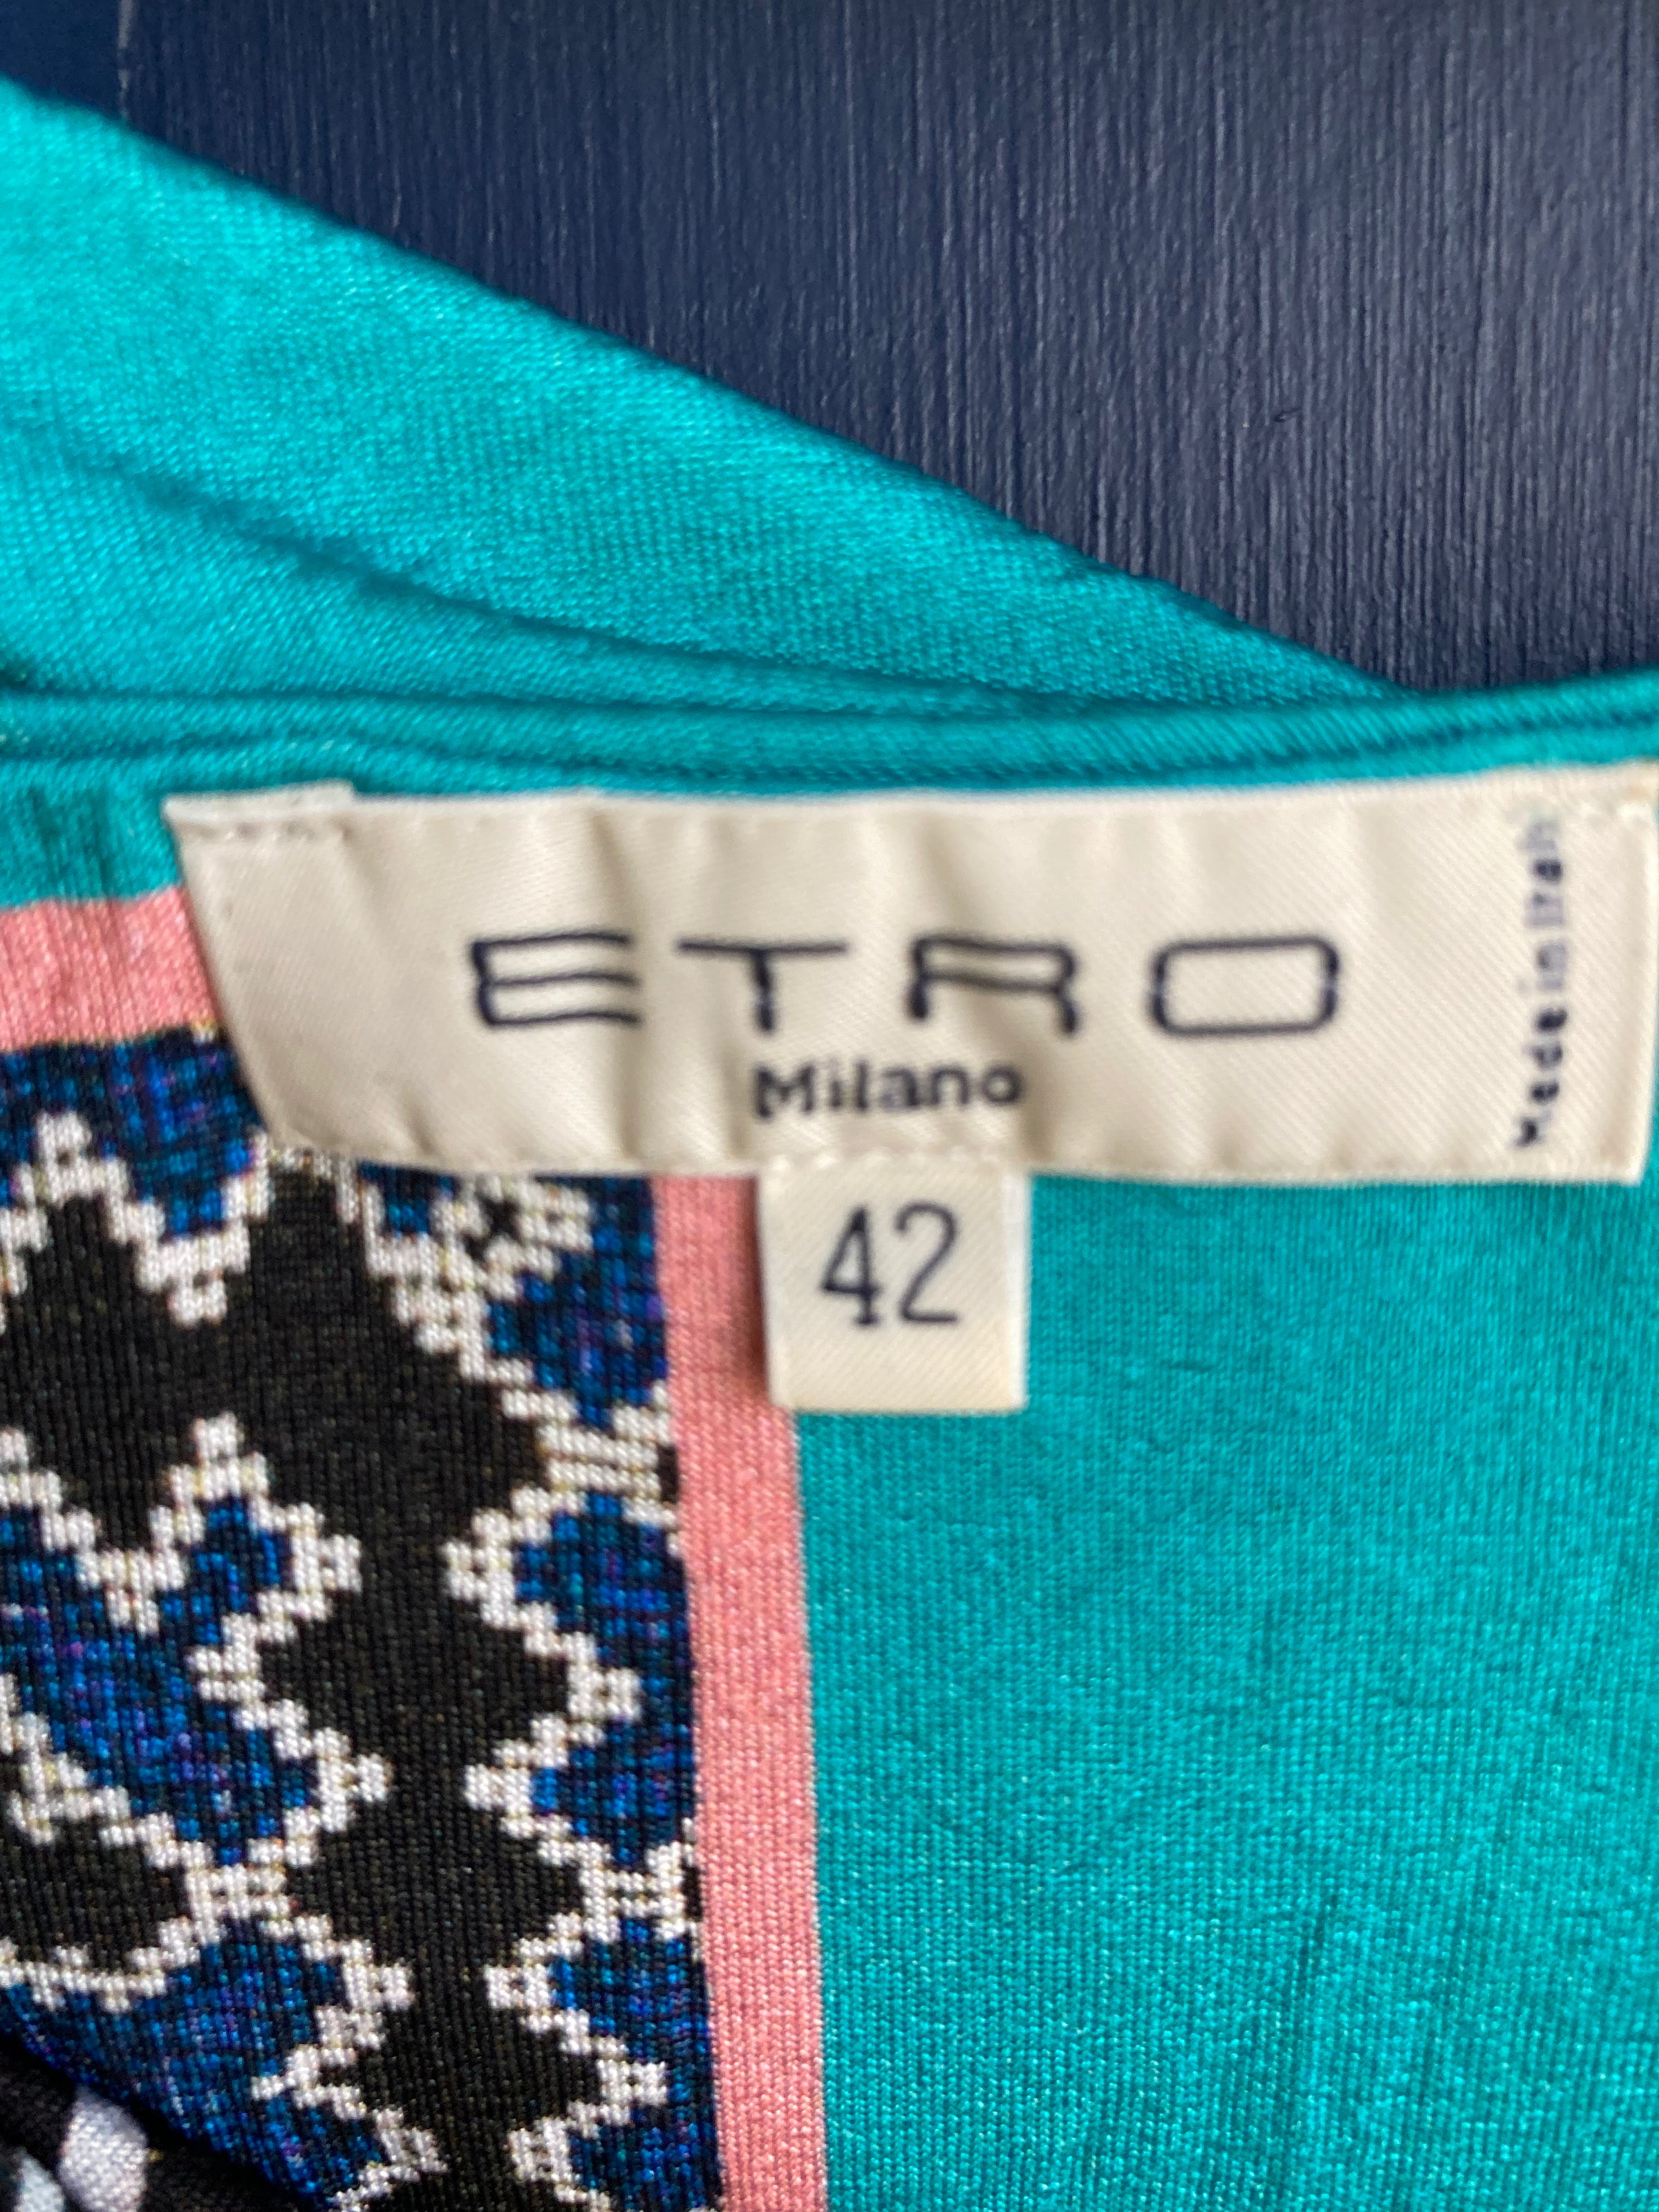 ETRO
Milano
Made in Italy
42